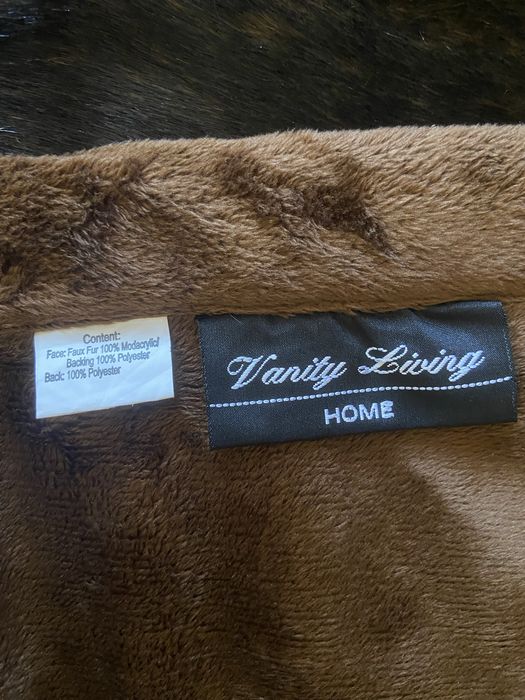 Content:
Face: Faux Fur 100% Modacrylic/
Backing 100% Polyester
Back: 100% Polyester
Vanity Living
HOME